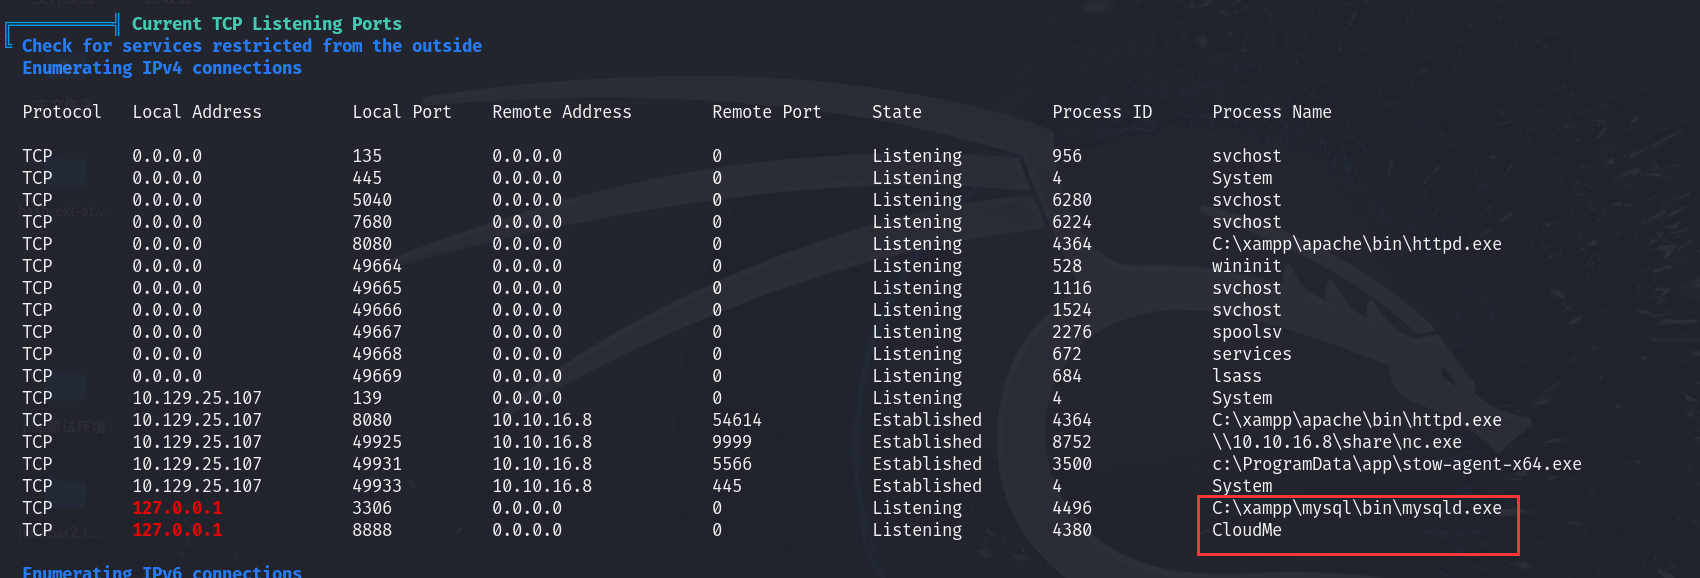 Current TCP Listening Ports
Check for services restricted from the outside
Enumerating IPv4 connections
Protocol Local Address Local Port Remote Address Remote Port State Process ID Process Name
TCP 0.0.0.0 135 0.0.0.0 0 Listening 956 svchost
TCP 0.0.0.0 445 0.0.0.0 0 Listening 4 System
TCP 0.0.0.0 5040 0.0.0.0 0 Listening 6280 svchost
TCP 0.0.0.0 7680 0.0.0.0 0 Listening 6224 svchost
TCP 0.0.0.0 8080 0.0.0.0 0 Listening 4364 C:\xampp\apache\bin\httpd.exe
TCP 0.0.0.0 49664 0.0.0.0 0 Listening 528 wininit
TCP 0.0.0.0 49665 0.0.0.0 0 Listening 1116 svchost
TCP 0.0.0.0 49666 0.0.0.0 0 Listening 1524 svchost
TCP 0.0.0.0 49667 0.0.0.0 0 Listening 2276 spoolsv
TCP 0.0.0.0 49668 0.0.0.0 0 Listening 672 services
TCP 0.0.0.0 49669 0.0.0.0 0 Listening 684 lsass
TCP 10.129.25.107 139 0.0.0.0 0 Listening 4 System
TCP 10.129.25.107 8080 10.10.16.8 54614 Established 4364 C:\xampp\apache\bin\httpd.exe
TCP 10.129.25.107 49925 10.10.16.8 9999 Established 8752 \\10.10.16.8\share\nc.exe
TCP 10.129.25.107 49931 10.10.16.8 5566 Established 3500 c:\ProgramData\app\stow-agent-x64.exe
TCP 10.129.25.107 49933 10.10.16.8 445 Established 4 System
TCP 127.0.0.1 3306 0.0.0.0 0 Listening 4496 C:\xampp\mysql\bin\mysqld.exe
TCP 127.0.0.1 8888 0.0.0.0 0 Listening 4380 CloudMe
Enumerating IPv6 connections